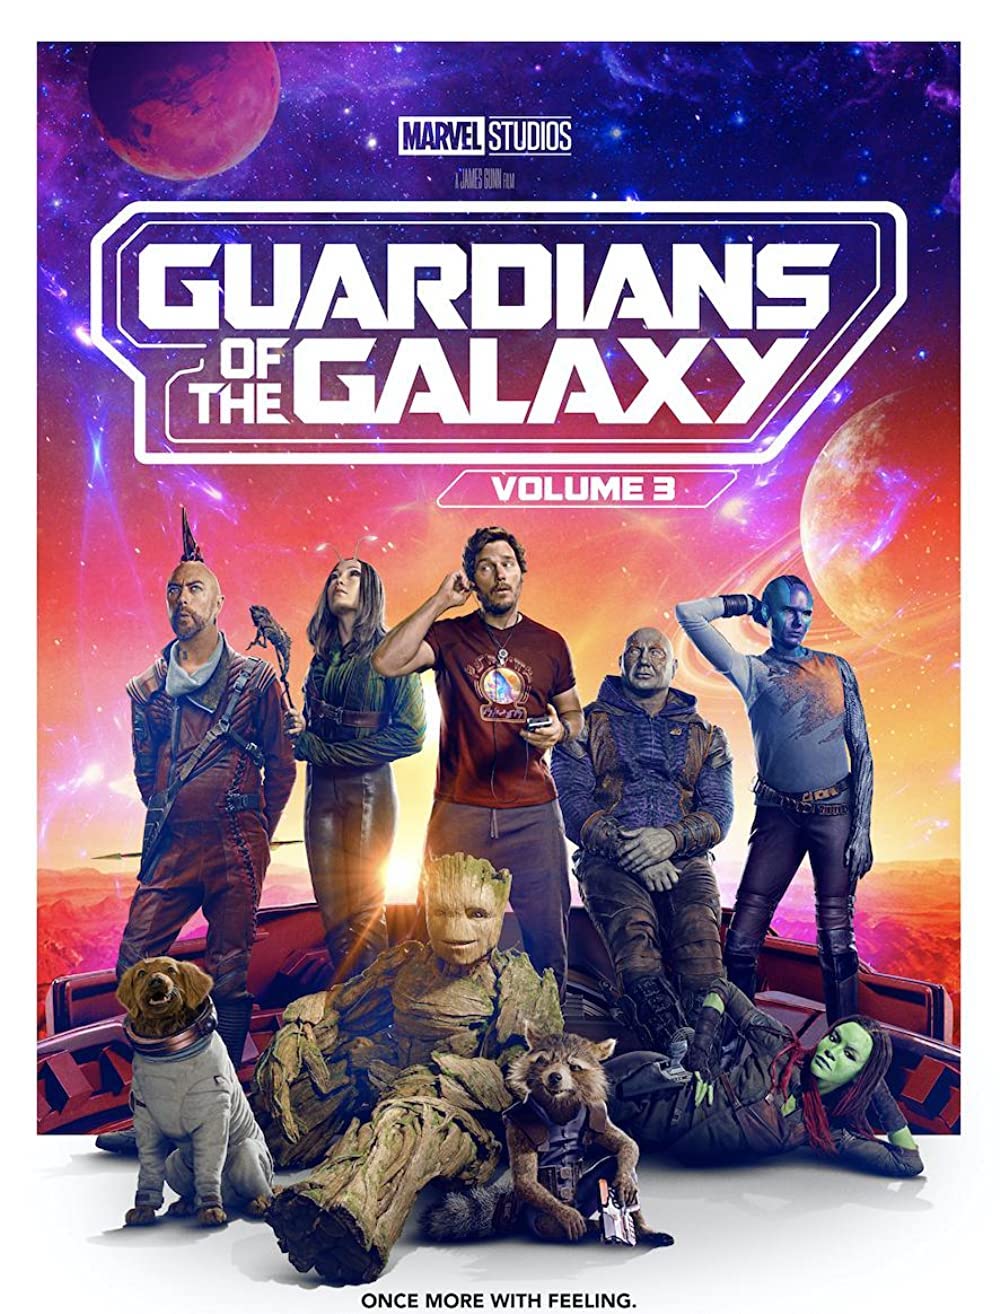 MARVEL STUDIOS
A JAMES GUNN FILM
GUARDIANS
OF
THE GALAXY
VOLUME 3
ONCE MORE WITH FEELING.